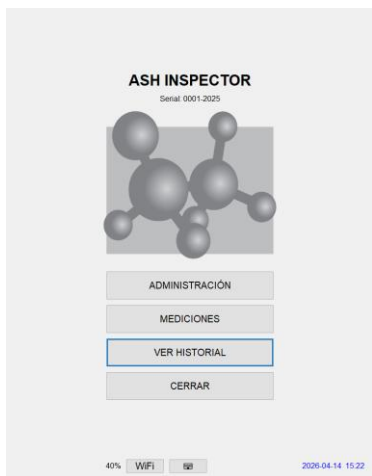 ASH INSPECTOR
Serial: 0001-2025
ADMINISTRACIÓN
MEDICIONES
VER HISTORIAL
CERRAR
40% WiFi 2026-04-14 15:22